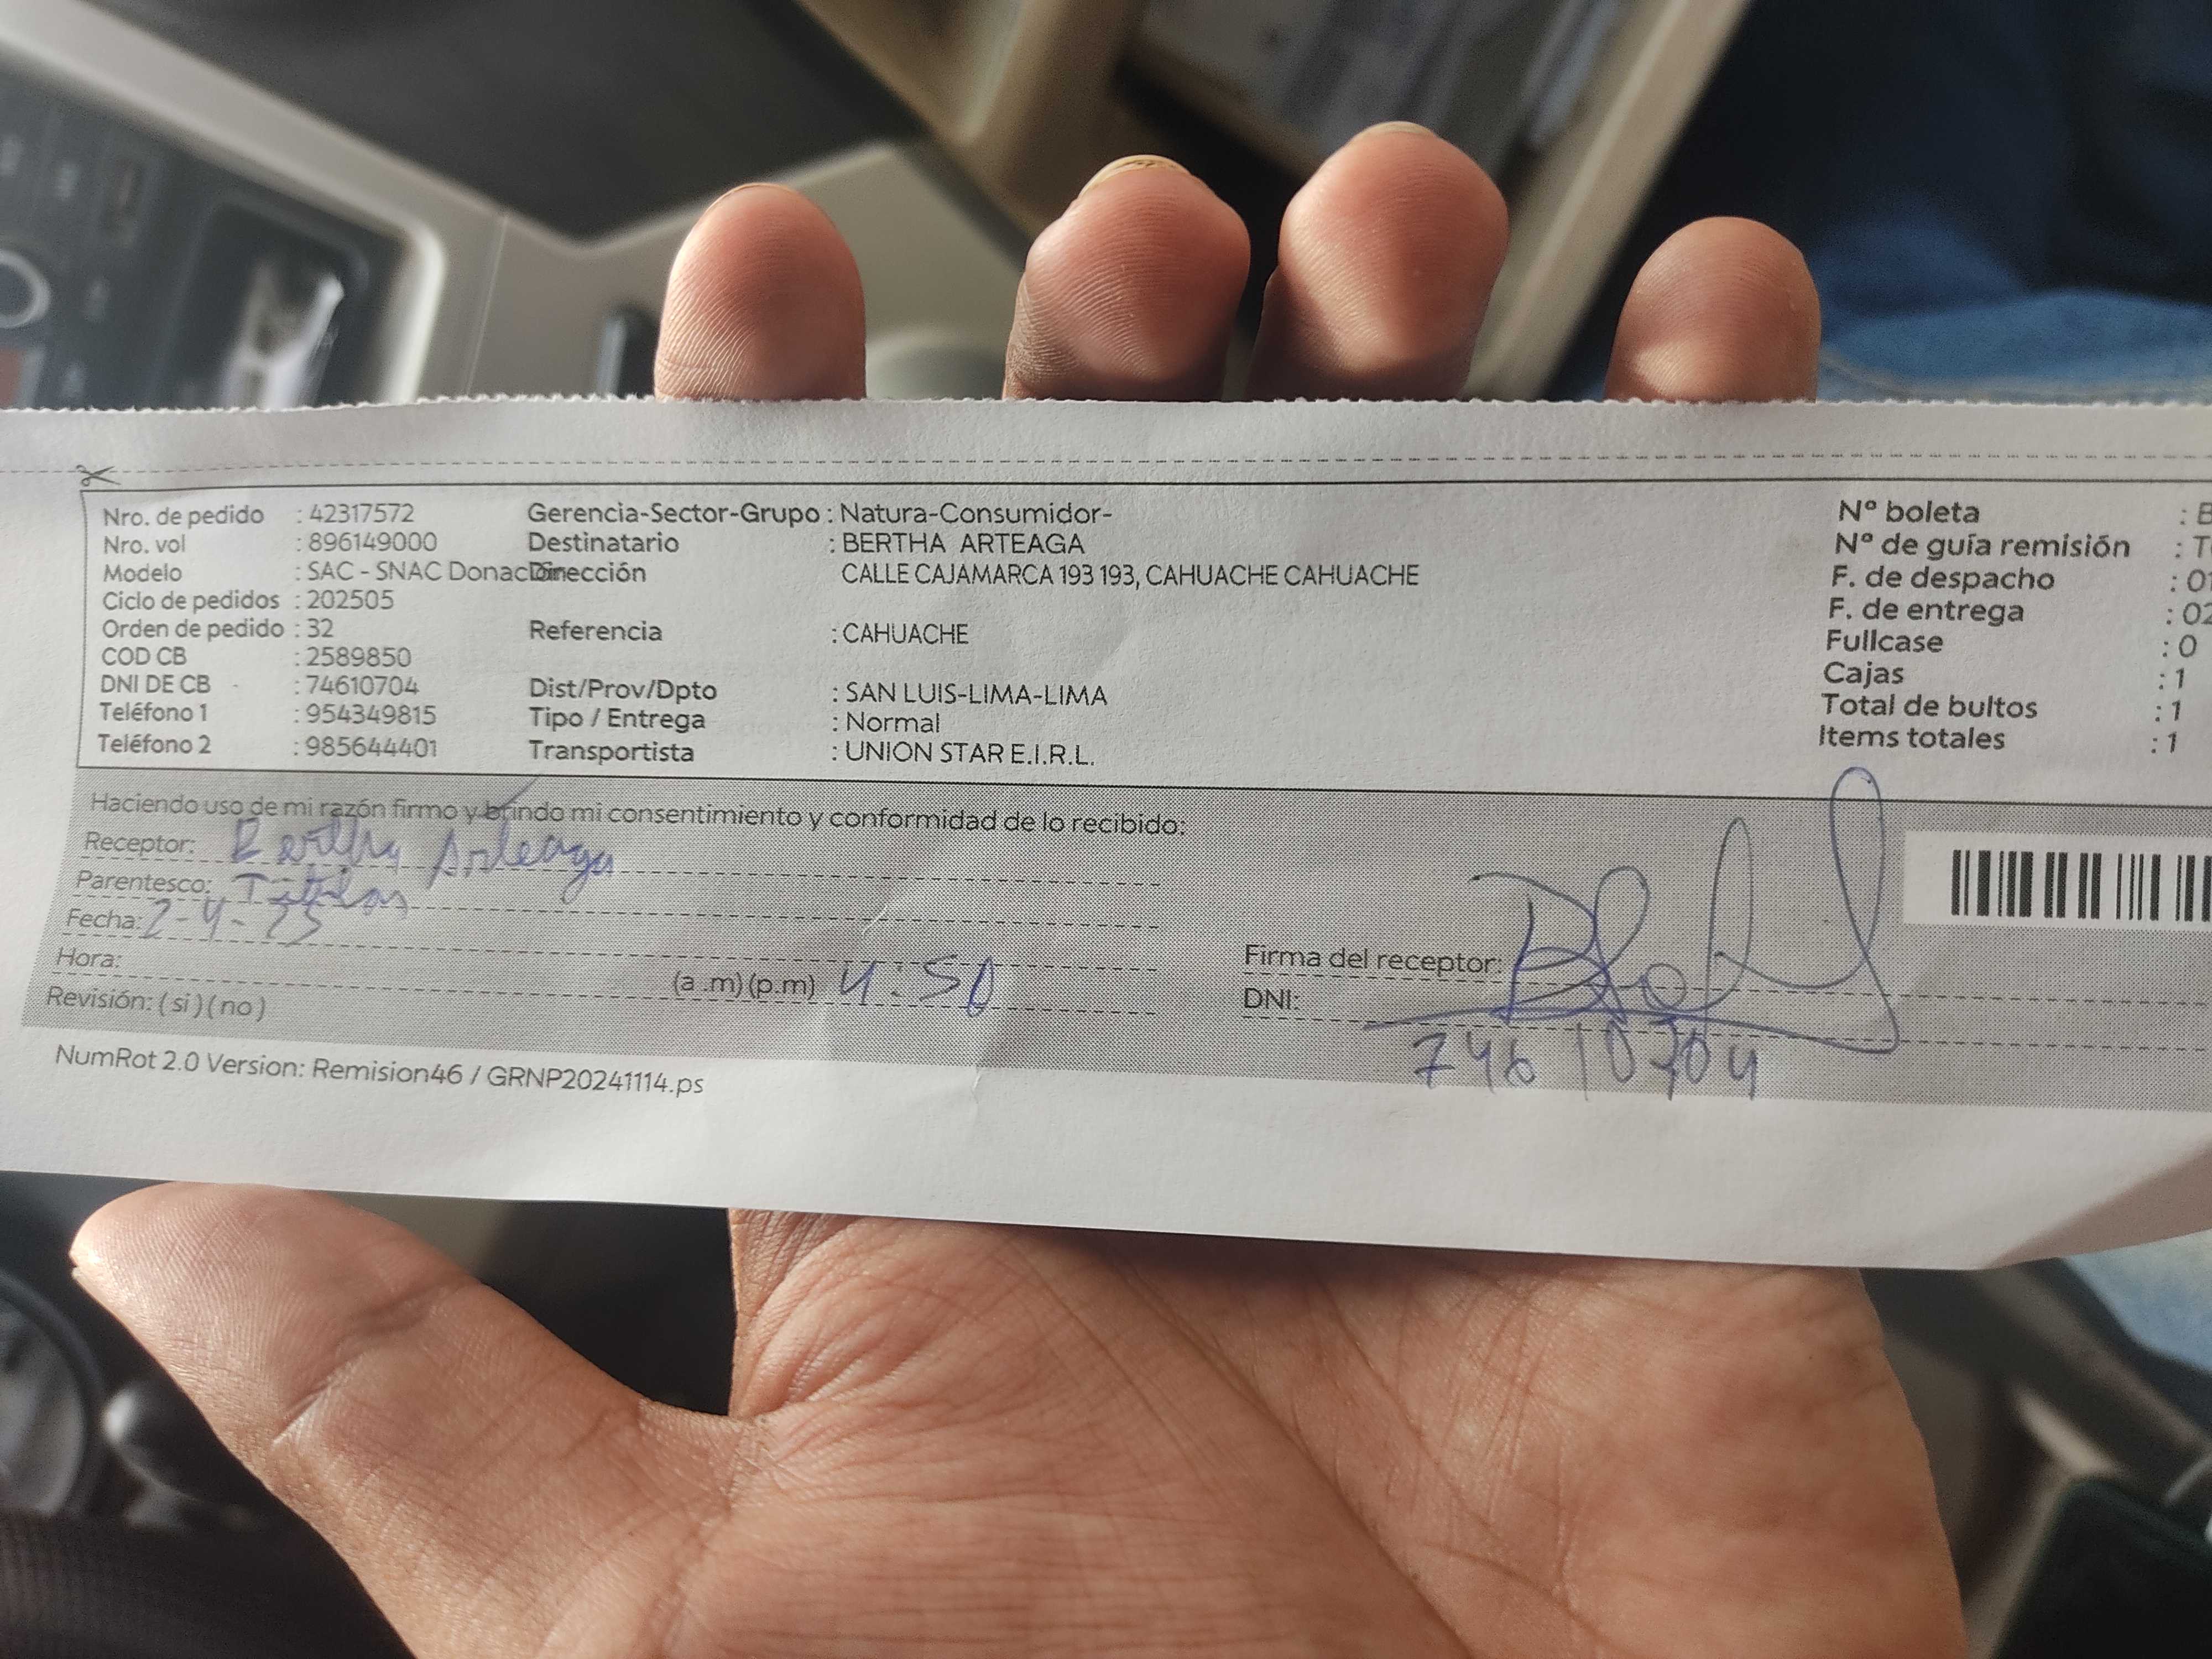 Nro. de pedido : 42317572 Gerencia-Sector-Grupo : Natura-Consumidor- N° boleta : B
Nro. vol : 896149000 Destinatario : BERTHA ARTEAGA N° de guía remisión : T
Modelo : SAC - SNAC Donacion Dirección CALLE CAJAMARCA 193 193, CAHUACHE CAHUACHE F. de despacho : 01
Ciclo de pedidos : 202505 F. de entrega : 02
Orden de pedido : 32 Referencia : CAHUACHE Fullcase : 0
COD CB : 2589850 Cajas : 1
DNI DE CB : 74610704 Dist/Prov/Dpto : SAN LUIS-LIMA-LIMA Total de bultos : 1
Teléfono 1 : 954349815 Tipo / Entrega : Normal Items totales : 1
Teléfono 2 : 985644401 Transportista : UNION STAR E.I.R.L.
Haciendo uso de mi razón firmo y brindo mi consentimiento y conformidad de lo recibido:
Receptor: Bertha Arteaga
Parentesco: Titular
Fecha: 2-4-25
Hora: (a .m) (p.m) 4:50 Firma del receptor:
Revisión: ( si ) ( no ) DNI: 74610704
NumRot 2.0 Version: Remision46 / GRNP20241114.ps